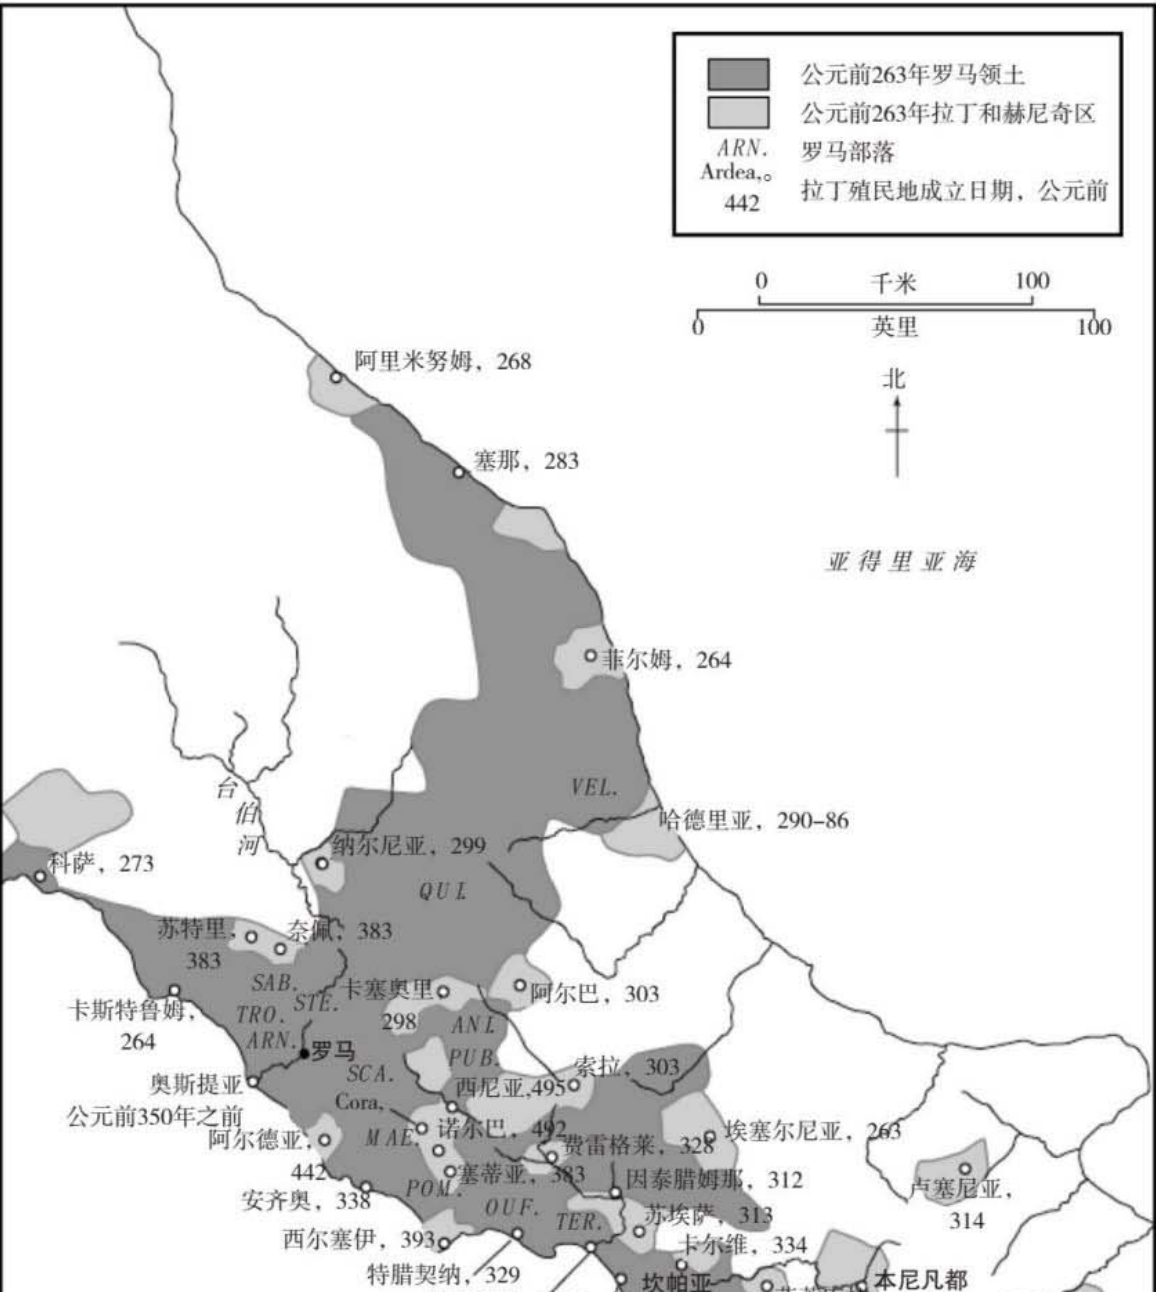 公元前263年罗马领土
公元前263年拉丁和赫尼奇区
ARN. 罗马部落
Ardea,
442
拉丁殖民地成立日期，公元前
0 千米 100
0 英里 100
北
阿里米努姆，268
塞那，283
亚得里亚海
菲尔姆，264
VEL.
台伯河
哈德里亚，290-86
纳尔尼亚，299
科萨，273
QUI.
苏特里，
383
奈佩，383
SAB.
STE.
卡塞奥里
298
阿尔巴，303
卡斯特鲁姆，
264
TRO.
ANI.
ARN.
罗马
PUB.
SCA.
索拉，303
奥斯提亚
公元前350年之前
西尼亚,495
Cora,
诺尔巴，492
MAE.
阿尔德亚，
442
费雷格莱，328
埃塞尔尼亚，263
塞蒂亚，383
因泰腊姆那，312
卢塞尼亚，
314
安齐奥，338
POM.
OUF.
TER.
苏埃萨，313
西尔塞伊，393
卡尔维，334
特腊契纳，329
坎帕亚
本尼凡都